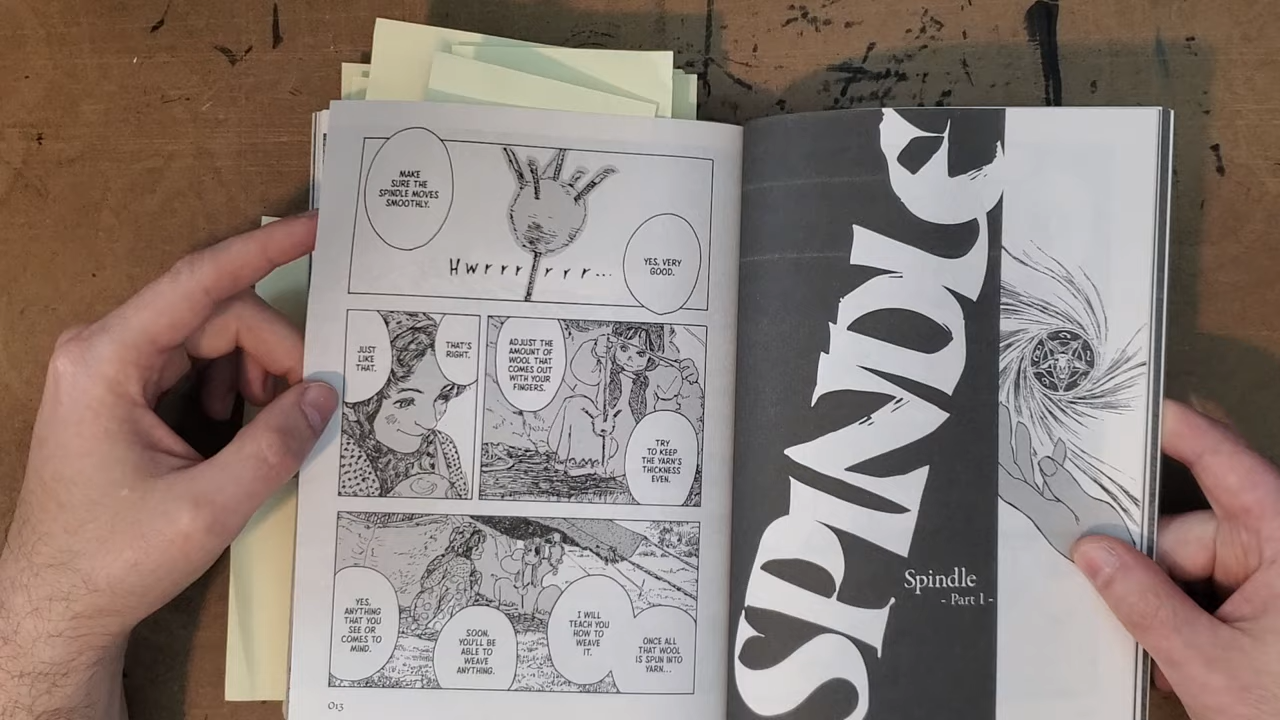 SPINDLe
Spindle
- Part I -
YES, VERY
GOOD.
Hwrrrrrrr...
MAKE
SURE THE
SPINDLE MOVES
SMOOTHLY.
ADJUST THE
AMOUNT OF
WOOL THAT
COMES OUT
WITH YOUR
FINGERS.
TRY
TO KEEP
THE YARN'S
THICKNESS
EVEN.
THAT'S
RIGHT.
JUST
LIKE
THAT.
ONCE ALL
THAT WOOL
IS SPUN INTO
YARN...
I WILL
TEACH YOU
HOW TO
WEAVE
IT.
SOON,
YOU'LL BE
ABLE TO
WEAVE
ANYTHING.
YES,
ANYTHING
THAT YOU
SEE OR
COMES TO
MIND.
013